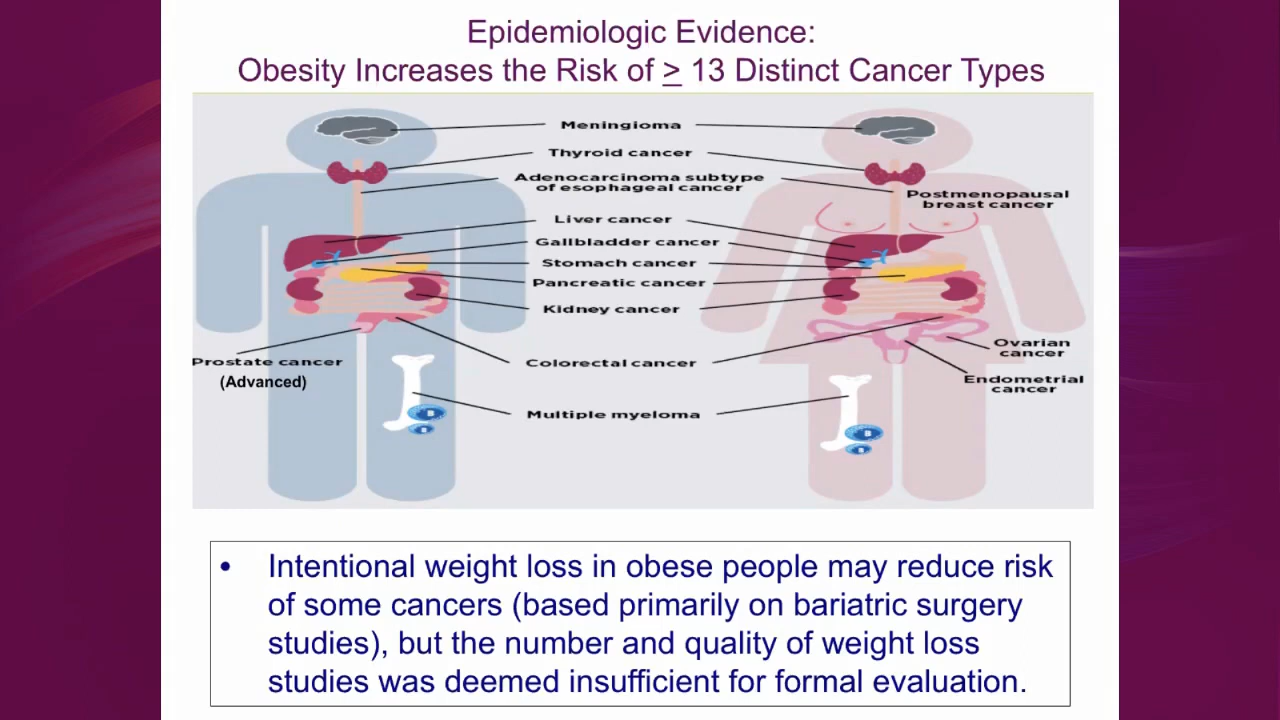 Epidemiologic Evidence:
Obesity Increases the Risk of ≥ 13 Distinct Cancer Types
Meningioma
Thyroid cancer
Adenocarcinoma subtype
of esophageal cancer
Postmenopausal
breast cancer
Liver cancer
Gallbladder cancer
Stomach cancer
Pancreatic cancer
Kidney cancer
Prostate cancer
(Advanced)
Colorectal cancer
Ovarian
cancer
Endometrial
cancer
Multiple myeloma
B
B
B
B
• Intentional weight loss in obese people may reduce risk
of some cancers (based primarily on bariatric surgery
studies), but the number and quality of weight loss
studies was deemed insufficient for formal evaluation.